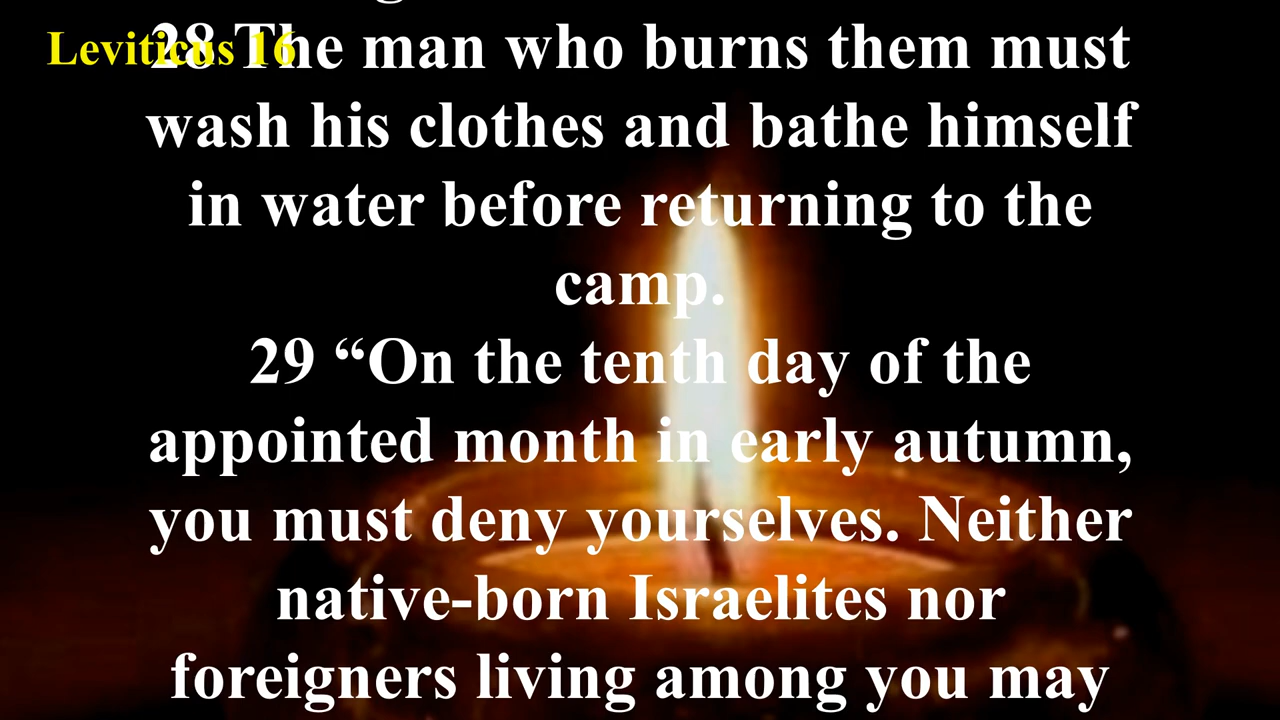 Leviticus 16
28 The man who burns them must
wash his clothes and bathe himself
in water before returning to the
camp.
29 “On the tenth day of the
appointed month in early autumn,
you must deny yourselves. Neither
native-born Israelites nor
foreigners living among you may